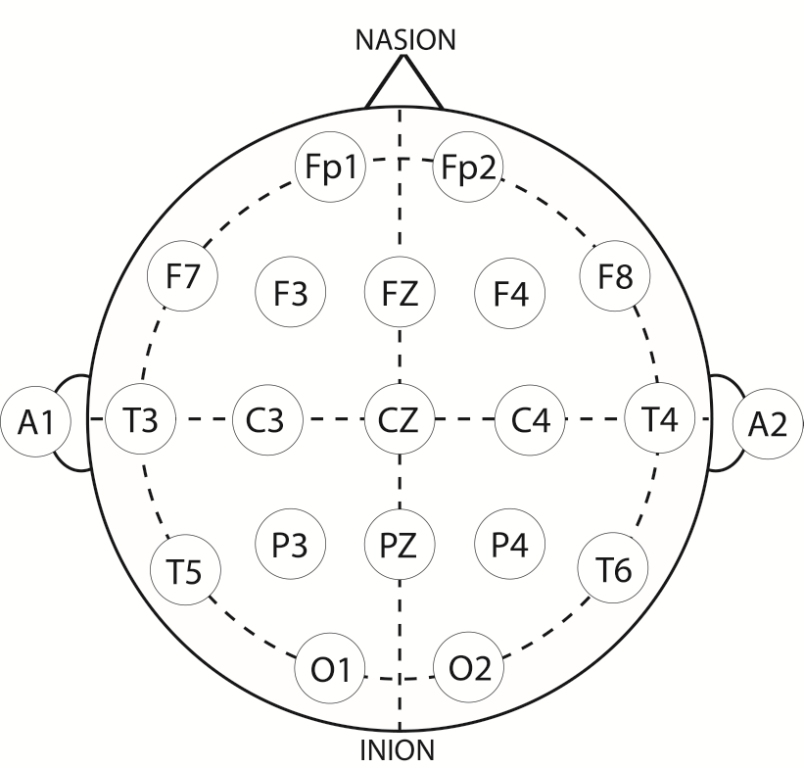 NASION
Fp1 Fp2
F7 F3 FZ F4 F8
A1 T3 C3 CZ C4 T4 A2
T5 P3 PZ P4 T6
O1 O2
INION